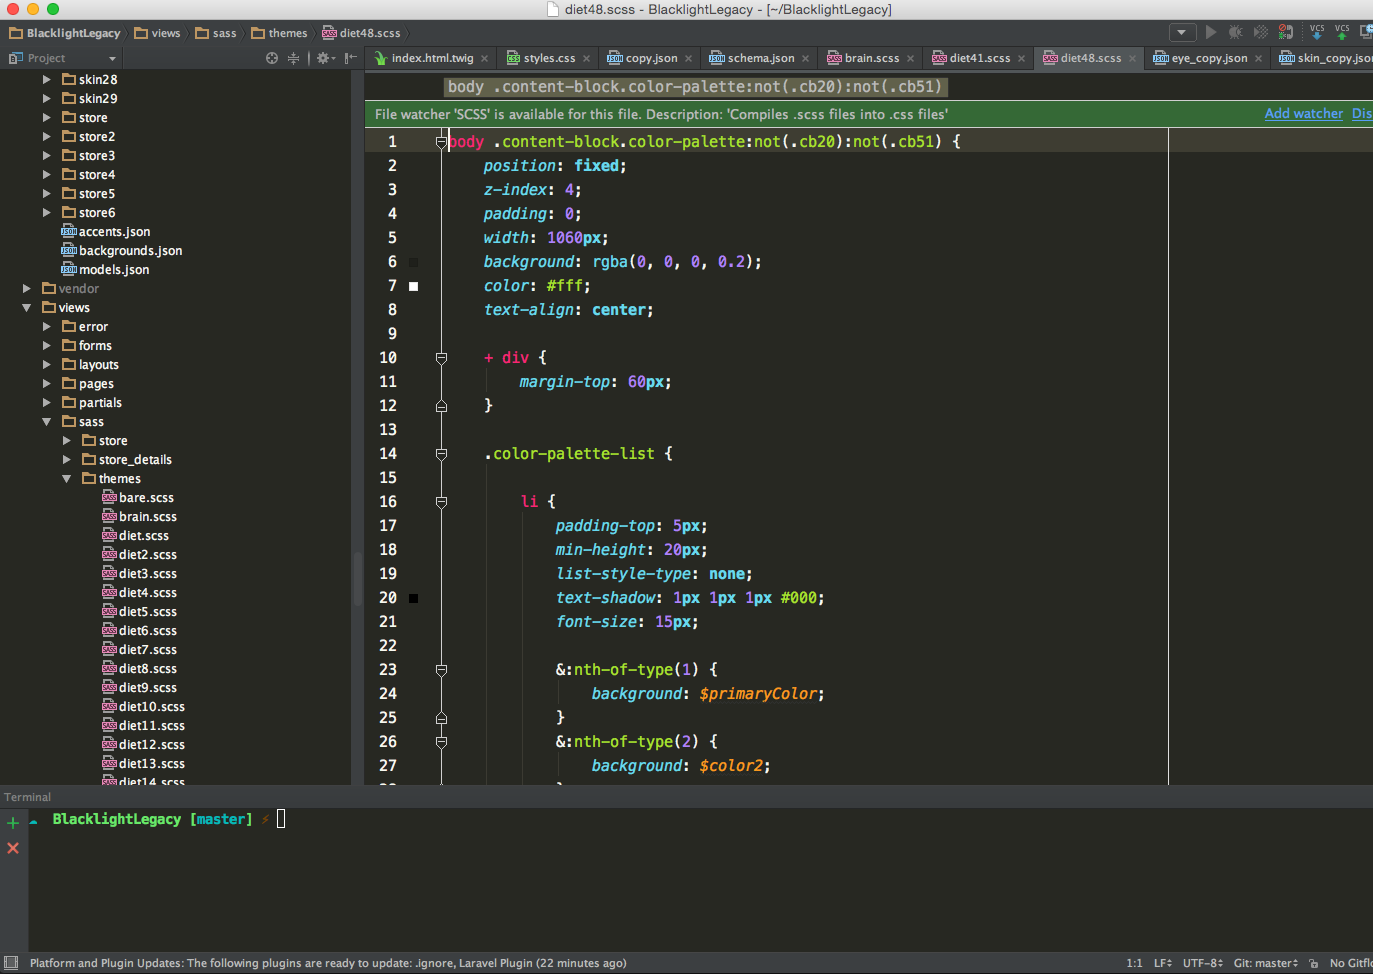 diet48.scss - BlacklightLegacy - [~/BlacklightLegacy]
BlacklightLegacy views sass themes diet48.scss
Project
index.html.twig styles.css copy.json schema.json brain.scss diet41.scss diet48.scss eye_copy.json skin_copy.json
skin28
skin29
store
store2
store3
store4
store5
store6
accents.json
backgrounds.json
models.json
vendor
views
error
forms
layouts
pages
partials
sass
store
store_details
themes
bare.scss
brain.scss
diet.scss
diet2.scss
diet3.scss
diet4.scss
diet5.scss
diet6.scss
diet7.scss
diet8.scss
diet9.scss
diet10.scss
diet11.scss
diet12.scss
diet13.scss
diet14.scss
body .content-block.color-palette:not(.cb20):not(.cb51)
File watcher 'SCSS' is available for this file. Description: 'Compiles .scss files into .css files' Add watcher Dis
1 body .content-block.color-palette:not(.cb20):not(.cb51) {
2 position: fixed;
3 z-index: 4;
4 padding: 0;
5 width: 1060px;
6 background: rgba(0, 0, 0, 0.2);
7 color: #fff;
8 text-align: center;
9
10 + div {
11 margin-top: 60px;
12 }
13
14 .color-palette-list {
15
16 li {
17 padding-top: 5px;
18 min-height: 20px;
19 list-style-type: none;
20 text-shadow: 1px 1px 1px #000;
21 font-size: 15px;
22
23 &:nth-of-type(1) {
24 background: $primaryColor;
25 }
26 &:nth-of-type(2) {
27 background: $color2;
28 }
Terminal
BlacklightLegacy [master] ⚡
Platform and Plugin Updates: The following plugins are ready to update: .ignore, Laravel Plugin (22 minutes ago) 1:1 LF UTF-8 Git: master No Gitflo